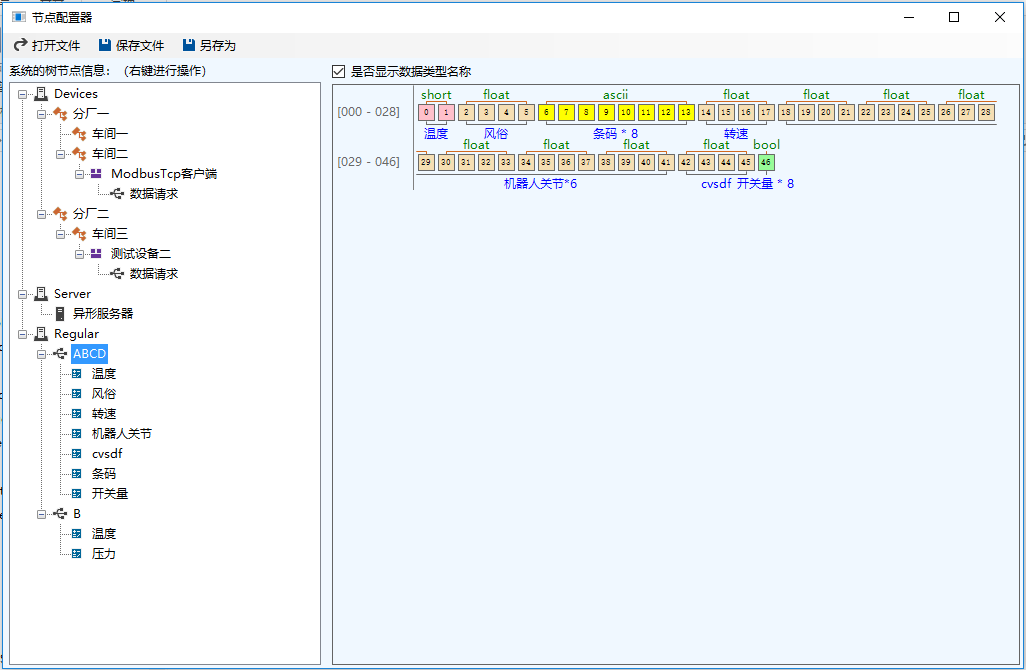 节点配置器
打开文件 保存文件 另存为
系统的树节点信息： （右键进行操作）
Devices
分厂一
车间一
车间二
ModbusTcp客户端
数据请求
分厂二
车间三
测试设备二
数据请求
Server
异形服务器
Regular
ABCD
温度
风俗
转速
机器人关节
cvsdf
条码
开关量
B
温度
压力
是否显示数据类型名称
short float ascii float float float float
[000 - 028] 0 1 2 3 4 5 6 7 8 9 10 11 12 13 14 15 16 17 18 19 20 21 22 23 24 25 26 27 28
温度 风俗 条码 * 8 转速
float float float float bool
[029 - 046] 29 30 31 32 33 34 35 36 37 38 39 40 41 42 43 44 45 46
机器人关节*6 cvsdf 开关量 * 8